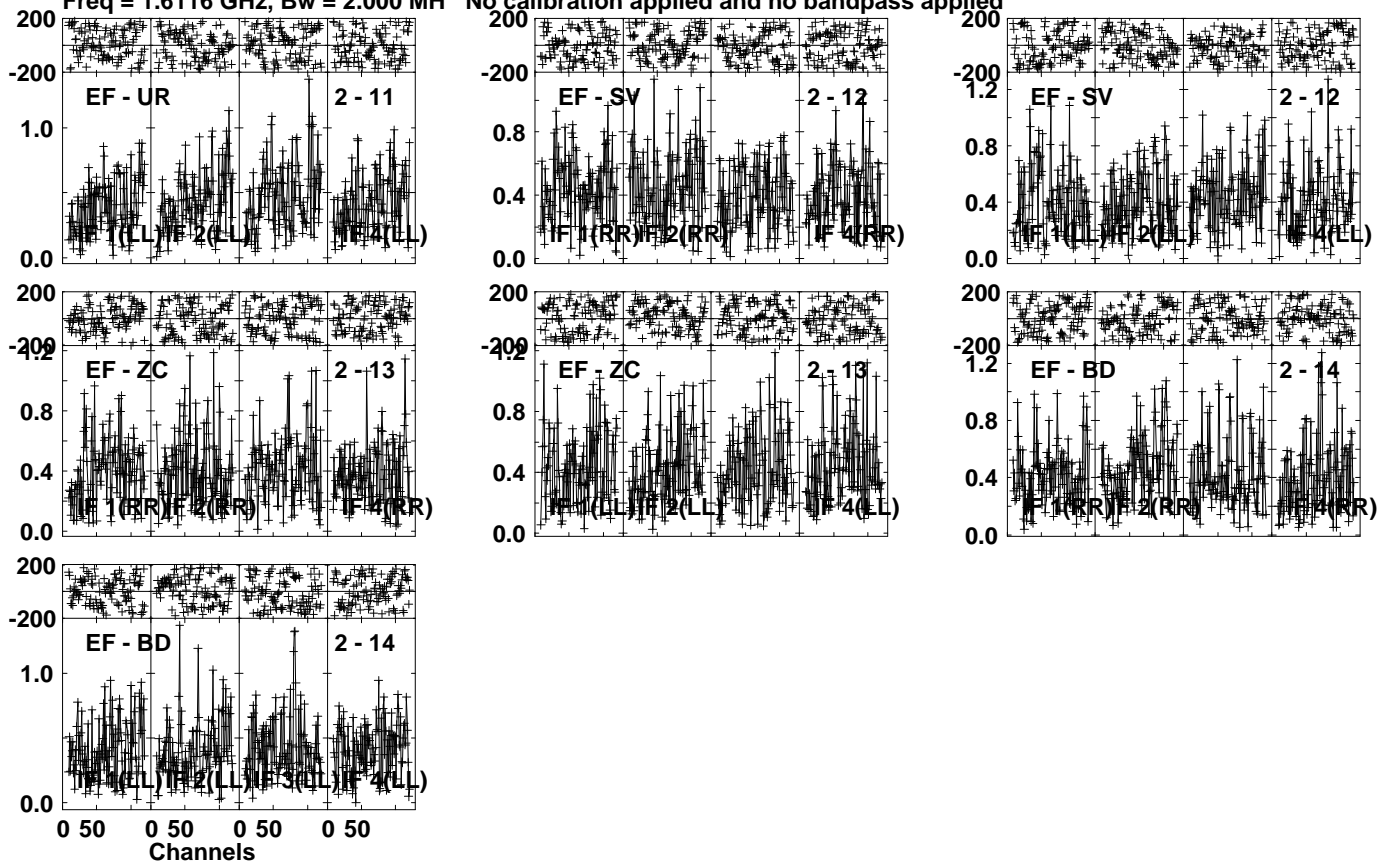 Freq = 1.6116 GHz, Bw = 2.000 MH No calibration applied and no bandpass applied
200
-200
EF - UR 2 - 11
1.0
IF 1(LL) IF 2(LL) IF 4(LL)
0.0
200
-200
EF - SV 2 - 12
0.8
0.4
IF 1(RR) IF 2(RR) IF 4(RR)
0.0
200
-200
1.2
EF - SV 2 - 12
0.8
0.4
IF 1(LL) IF 2(LL) IF 4(LL)
0.0
200
-200
1.2
EF - ZC 2 - 13
0.8
0.4
IF 1(RR) IF 2(RR) IF 4(RR)
0.0
200
-200
1.2
EF - ZC 2 - 13
0.8
0.4
IF 1(LL) IF 2(LL) IF 4(LL)
0.0
200
-200
1.2
EF - BD 2 - 14
0.8
0.4
IF 1(RR) IF 2(RR) IF 4(RR)
0.0
200
-200
EF - BD 2 - 14
1.0
IF 1(LL) IF 2(LL) IF 3(LL) IF 4(LL)
0.0
0 50 0 50 0 50 0 50
Channels